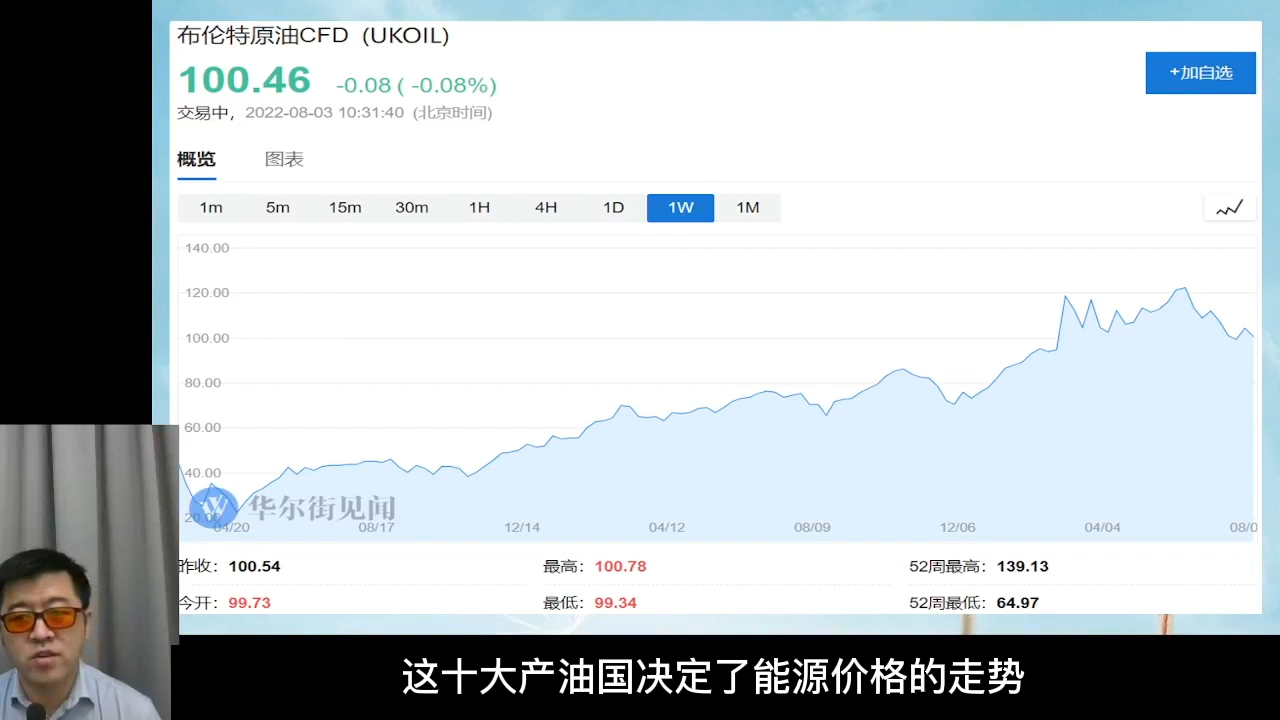 布伦特原油CFD (UKOIL)
100.46 -0.08 ( -0.08%)
+加自选
交易中，2022-08-03 10:31:40 (北京时间)
概览 图表
1m 5m 15m 30m 1H 4H 1D 1W 1M
140.00
120.00
100.00
80.00
60.00
40.00
20.00
W 华尔街见闻
04/20 08/17 12/14 04/12 08/09 12/06 04/04 08/0
昨收：100.54 最高：100.78 52周最高：139.13
今开：99.73 最低：99.34 52周最低：64.97
这十大产油国决定了能源价格的走势